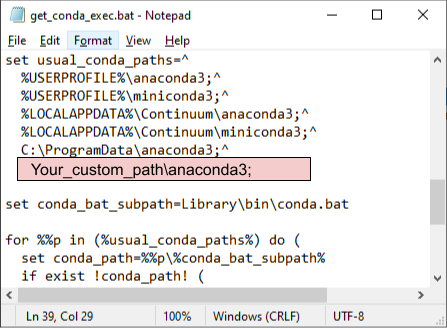 get_conda_exec.bat - Notepad
File Edit Format View Help
set usual_conda_paths=^
%USERPROFILE%\anaconda3;^
%USERPROFILE%\miniconda3;^
%LOCALAPPDATA%\Continuum\anaconda3;^
%LOCALAPPDATA%\Continuum\miniconda3;^
C:\ProgramData\anaconda3;^
Your_custom_path\anaconda3;
set conda_bat_subpath=Library\bin\conda.bat
for %%p in (%usual_conda_paths%) do (
set conda_path=%%p\%conda_bat_subpath%
if exist !conda_path! (
Ln 39, Col 29 100% Windows (CRLF) UTF-8